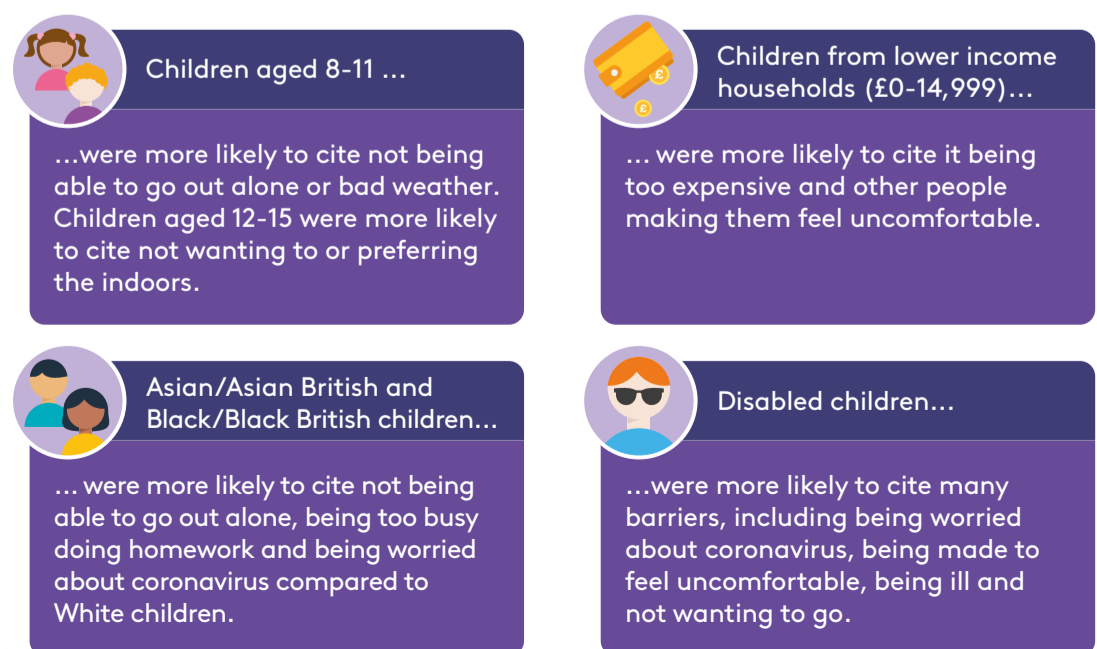 Children aged 8-11 ...
...were more likely to cite not being
able to go out alone or bad weather.
Children aged 12-15 were more likely
to cite not wanting to or preferring
the indoors.
£
£
Children from lower income
households (£0-14,999)...
... were more likely to cite it being
too expensive and other people
making them feel uncomfortable.
Asian/Asian British and
Black/Black British children...
... were more likely to cite not being
able to go out alone, being too busy
doing homework and being worried
about coronavirus compared to
White children.
Disabled children...
...were more likely to cite many
barriers, including being worried
about coronavirus, being made to
feel uncomfortable, being ill and
not wanting to go.